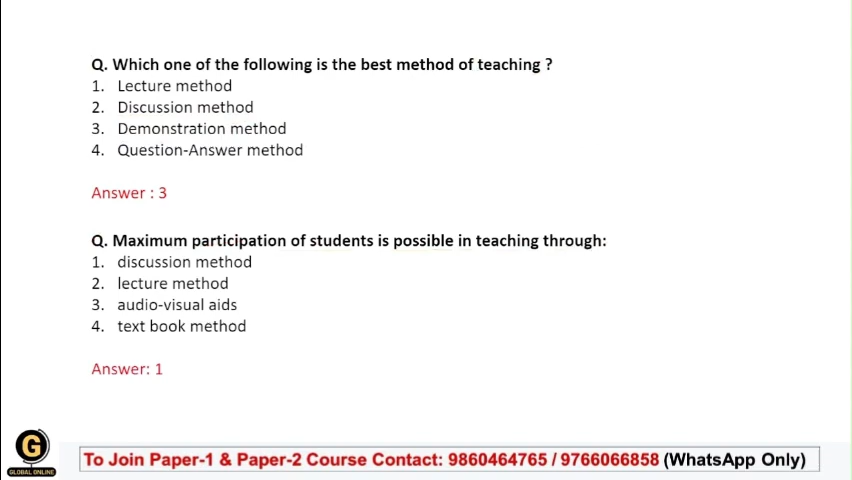 Q. Which one of the following is the best method of teaching ?
1. Lecture method
2. Discussion method
3. Demonstration method
4. Question-Answer method
Answer : 3
Q. Maximum participation of students is possible in teaching through:
1. discussion method
2. lecture method
3. audio-visual aids
4. text book method
Answer: 1
G
GLOBAL ONLINE
To Join Paper-1 & Paper-2 Course Contact: 9860464765 / 9766066858 (WhatsApp Only)